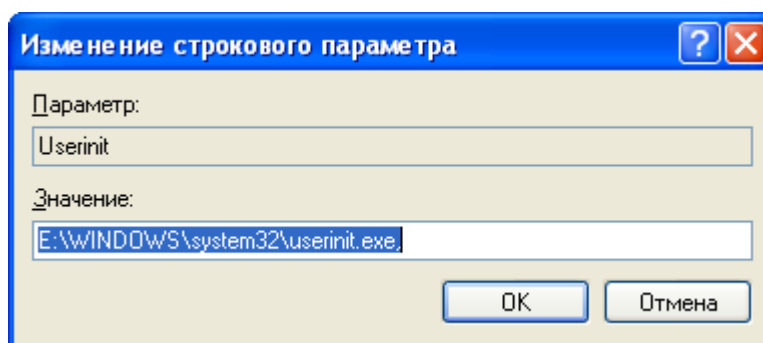 Изменение строкового параметра
Параметр:
Userinit
Значение:
E:\WINDOWS\system32\userinit.exe,
OK
Отмена